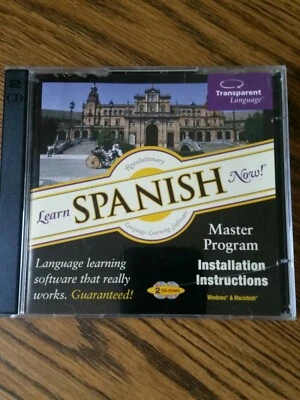 Transparent
Language
Revolutionary
Learn SPANISH Now!
Language Learning Software
Master
Program
Language learning
software that really
works. Guaranteed!
Installation
Instructions
2 CD-ROMS
Windows® & Macintosh®